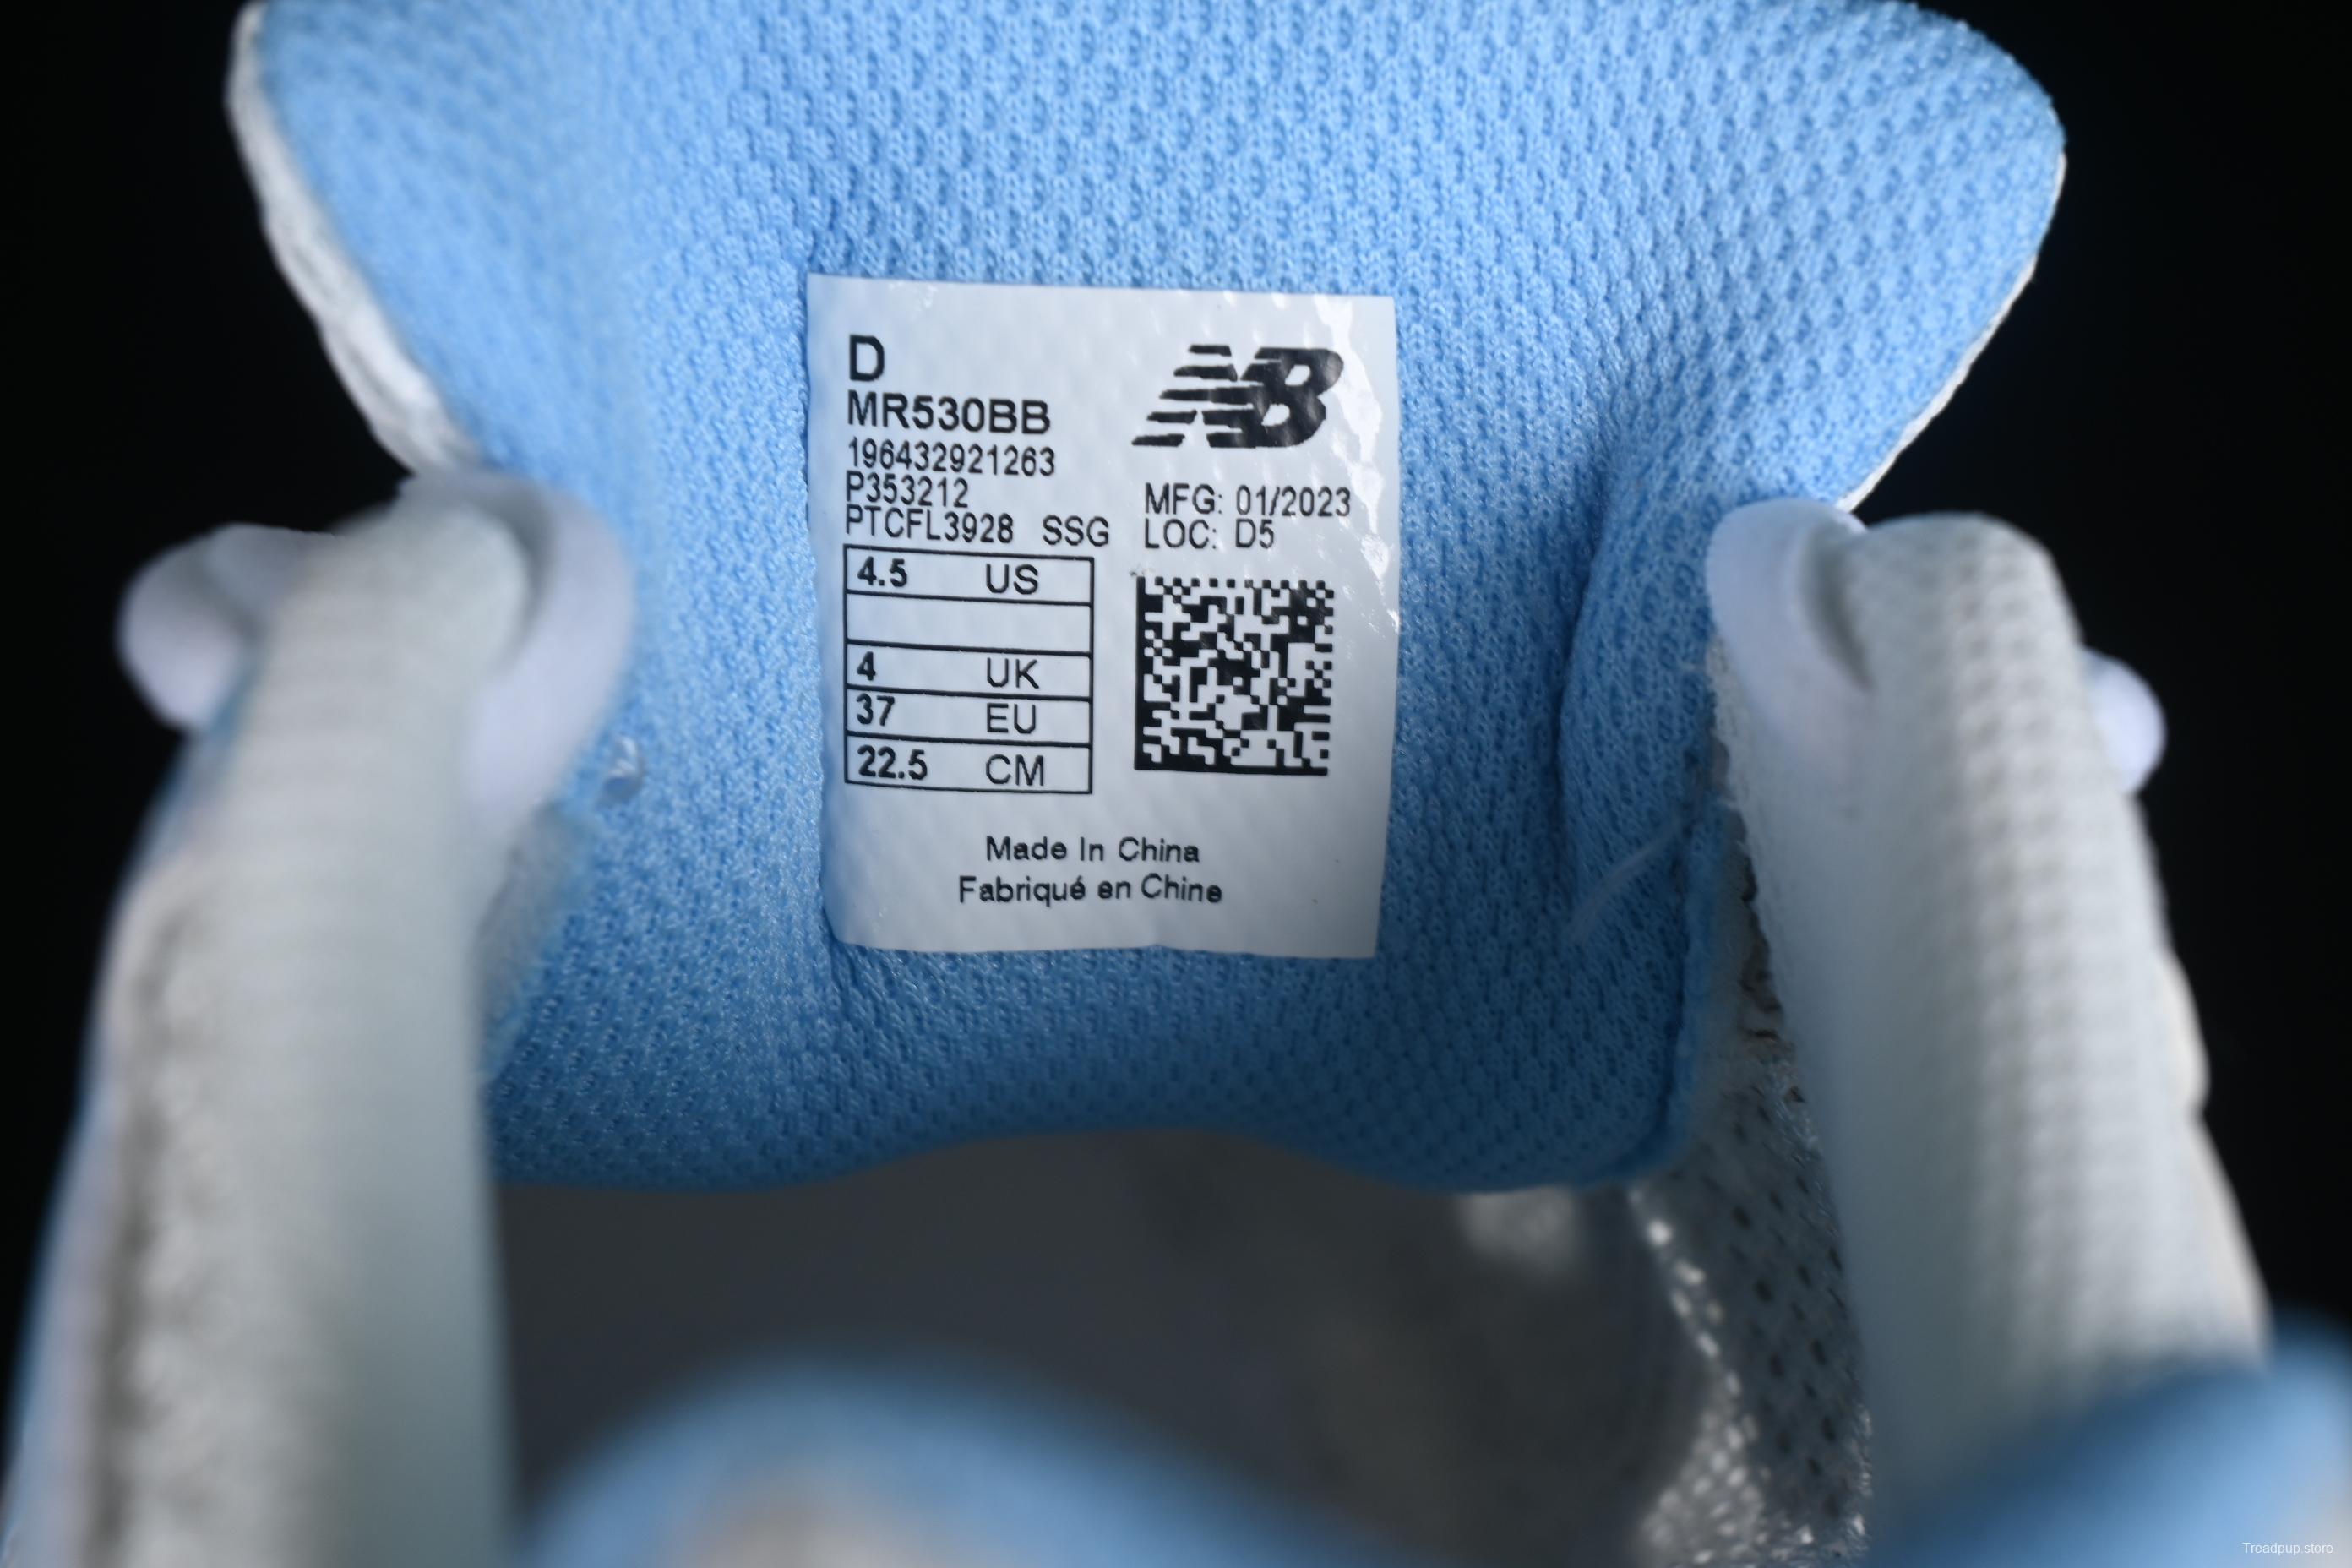 D
MR530BB
196432921263
P353212
PTCFL3928 SSG
NB
MFG: 01/2023
LOC: D5
4.5 US
4 UK
37 EU
22.5 CM
Made In China
Fabriqué en Chine
Treadpup.store